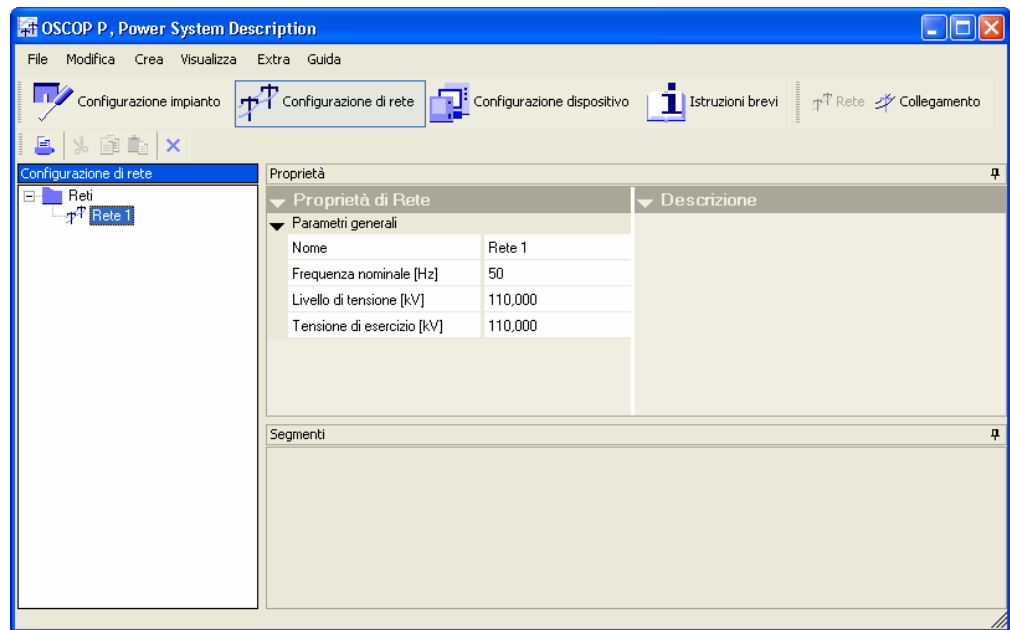 OSCOP P, Power System Description
File Modifica Crea Visualizza Extra Guida
Configurazione impianto Configurazione di rete Configurazione dispositivo Istruzioni brevi Rete Collegamento
Configurazione di rete
Reti
Rete 1
Proprietà
Proprietà di Rete
Descrizione
Parametri generali
Nome Rete 1
Frequenza nominale [Hz] 50
Livello di tensione [kV] 110,000
Tensione di esercizio [kV] 110,000
Segmenti